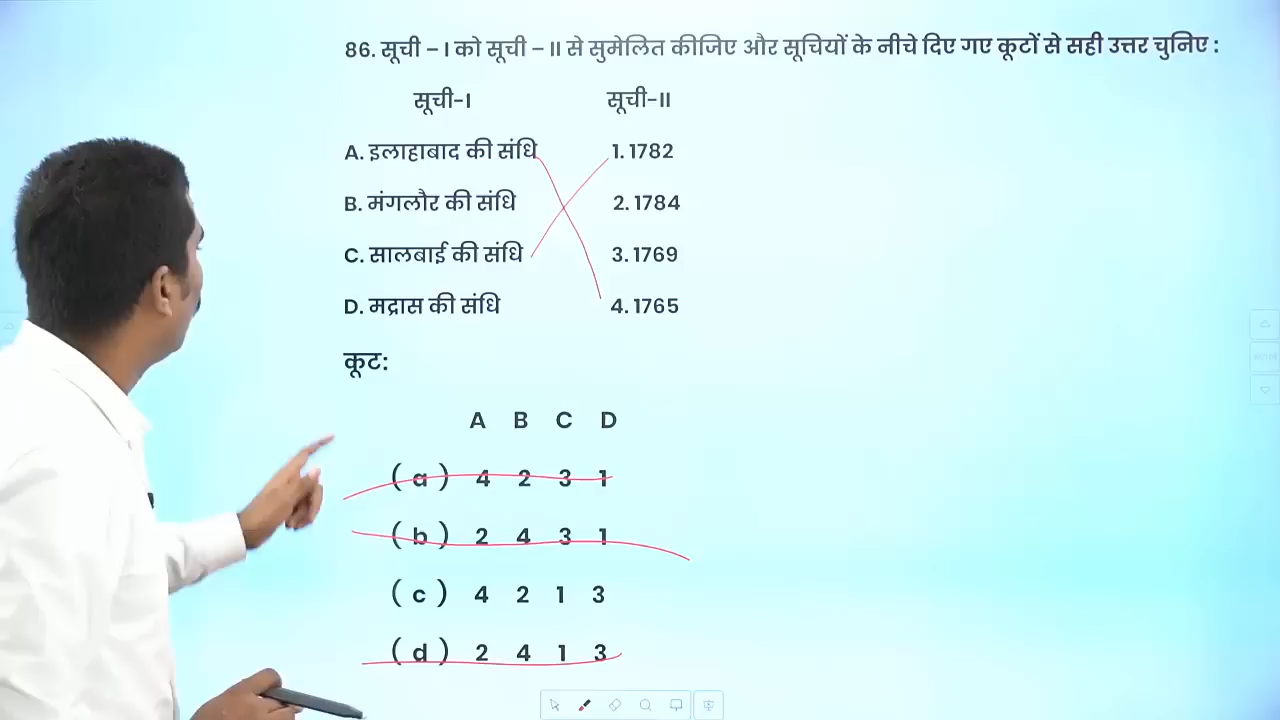 86. सूची – I को सूची – II से सुमेलित कीजिए और सूचियों के नीचे दिए गए कूटों से सही उत्तर चुनिए :
सूची-I सूची-II
A. इलाहाबाद की संधि 1. 1782
B. मंगलौर की संधि 2. 1784
C. सालबाई की संधि 3. 1769
D. मद्रास की संधि 4. 1765
कूट:
A B C D
( a ) 4 2 3 1
( b ) 2 4 3 1
( c ) 4 2 1 3
( d ) 2 4 1 3